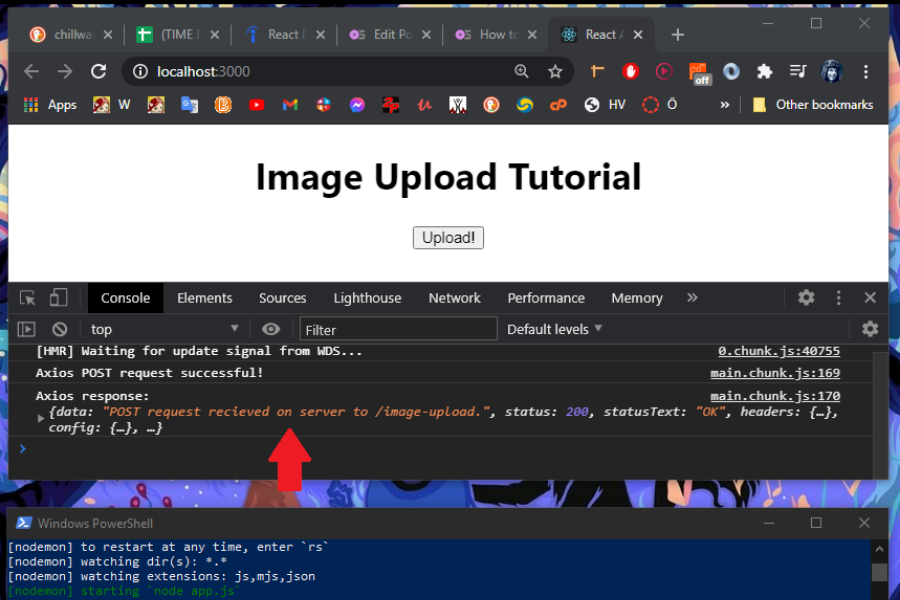 chillwa
(TIME
React
Edit Po
How to
React A
localhost:3000
off
Apps
W
HV
Ö
»
Other bookmarks
Image Upload Tutorial
Upload!
Console Elements Sources Lighthouse Network Performance Memory »
top Filter Default levels
[HMR] Waiting for update signal from WDS... 0.chunk.js:40755
Axios POST request successful! main.chunk.js:169
Axios response: main.chunk.js:170
{data: "POST request recieved on server to /image-upload.", status: 200, statusText: "OK", headers: {…},
config: {…}, …}
Windows PowerShell
[nodemon] to restart at any time, enter `rs`
[nodemon] watching dir(s): *.*
[nodemon] watching extensions: js,mjs,json
[nodemon] starting `node app.js`